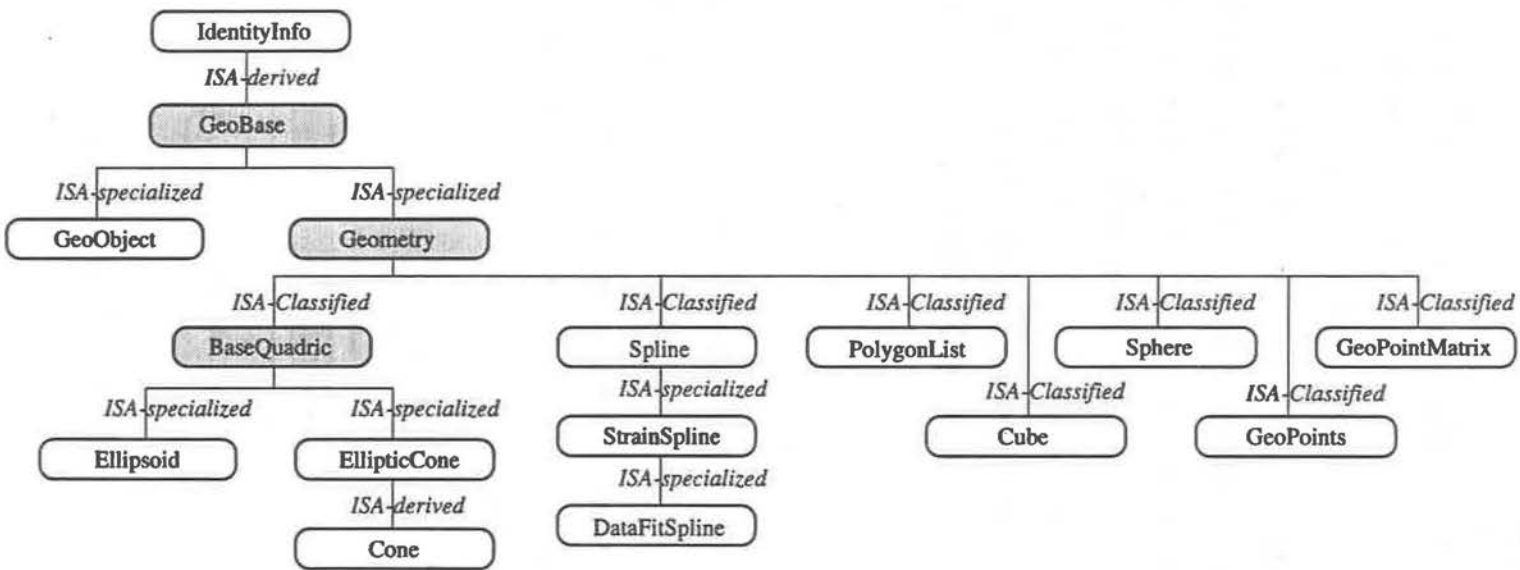 IdentityInfo
ISA-derived
GeoBase
ISA-specialized ISA-specialized
GeoObject Geometry
ISA-Classified ISA-Classified ISA-Classified ISA-Classified ISA-Classified
BaseQuadric Spline PolygonList Sphere GeoPointMatrix
ISA-specialized ISA-specialized ISA-specialized ISA-Classified ISA-Classified
Ellipsoid EllipticCone StrainSpline Cube GeoPoints
ISA-derived ISA-specialized
Cone DataFitSpline